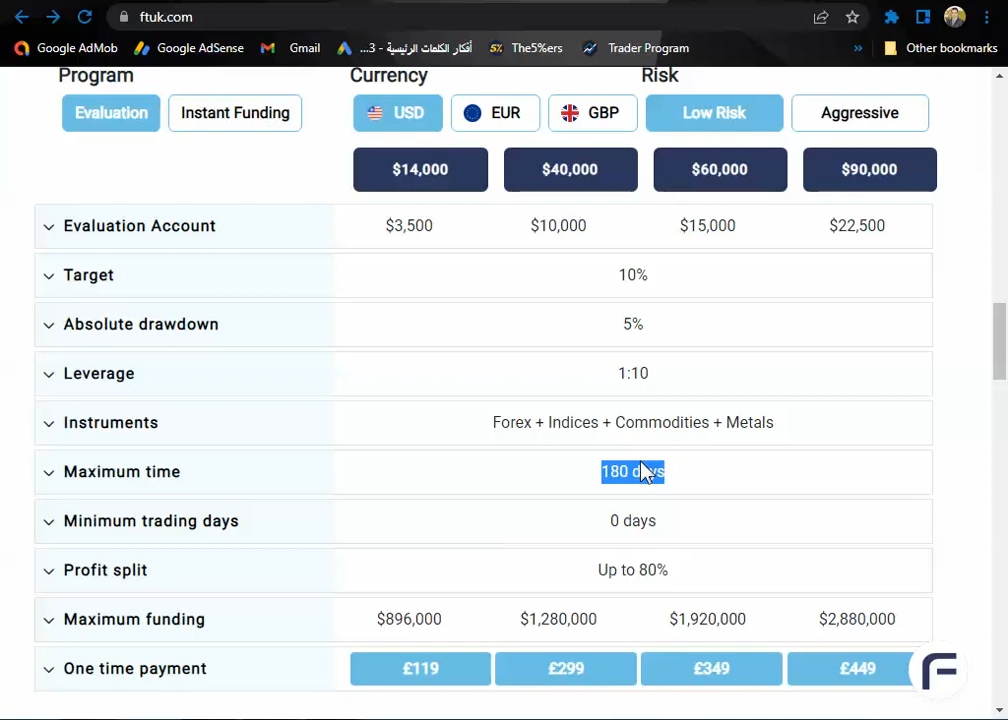 ftuk.com
Google AdMob Google AdSense Gmail 3... أفكار الكلمات الرئيسية - The5%ers Trader Program » Other bookmarks
Program Currency Risk
Evaluation Instant Funding USD EUR GBP Low Risk Aggressive
$14,000 $40,000 $60,000 $90,000
Evaluation Account $3,500 $10,000 $15,000 $22,500
Target 10%
Absolute drawdown 5%
Leverage 1:10
Instruments Forex + Indices + Commodities + Metals
Maximum time 180 days
Minimum trading days 0 days
Profit split Up to 80%
Maximum funding $896,000 $1,280,000 $1,920,000 $2,880,000
One time payment £119 £299 £349 £449